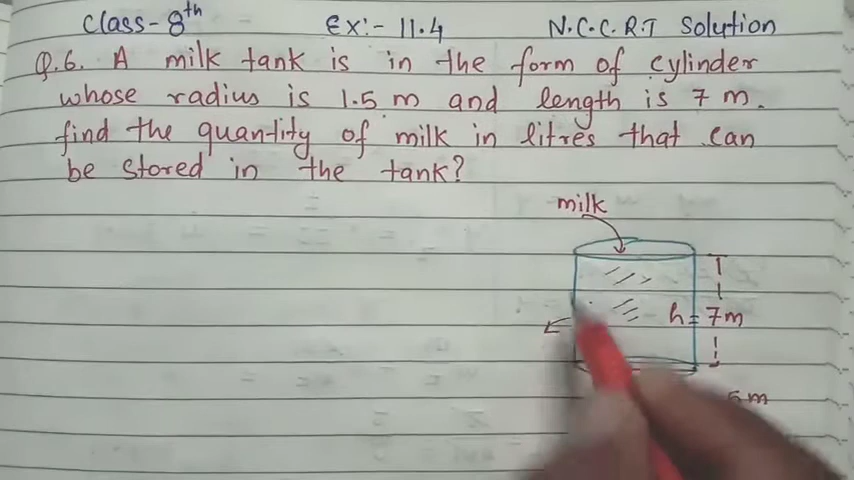 Class-8th Ex:- 11.4 N.C.C.R.T Solution
Q.6. A milk tank is in the form of cylinder
whose radius is 1.5 m and length is 7 m.
find the quantity of milk in litres that can
be stored in the tank?
milk
h = 7m
5 m